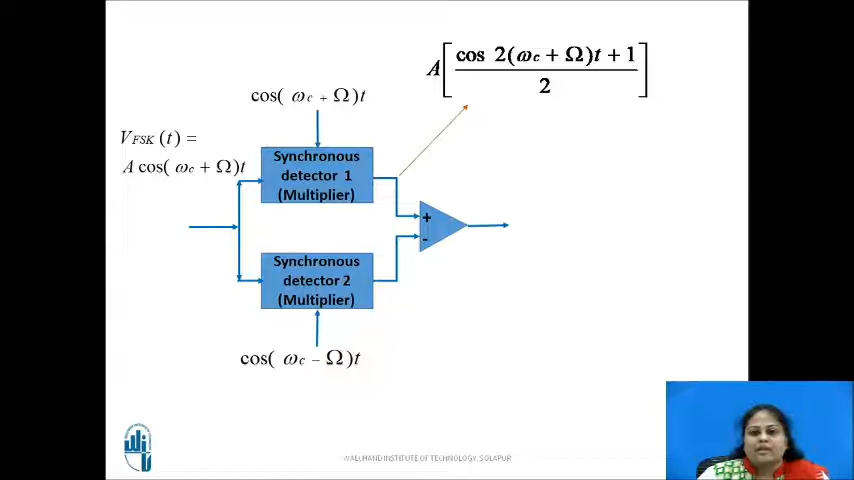 A[cos 2(ωc + Ω)t + 1 / 2]
cos( ωc + Ω)t
VFSK (t) =
A cos( ωc + Ω)t
Synchronous
detector 1
(Multiplier)
+
-
Synchronous
detector 2
(Multiplier)
cos( ωc − Ω)t
WALCHAND INSTITUTE OF TECHNOLOGY, SOLAPUR